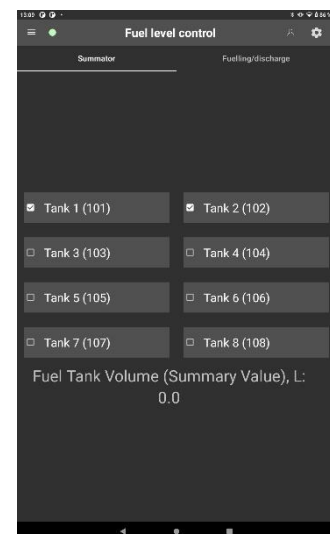 Fuel level control
Summator
Fuelling/discharge
Tank 1 (101)
Tank 2 (102)
Tank 3 (103)
Tank 4 (104)
Tank 5 (105)
Tank 6 (106)
Tank 7 (107)
Tank 8 (108)
Fuel Tank Volume (Summary Value), L:
0.0